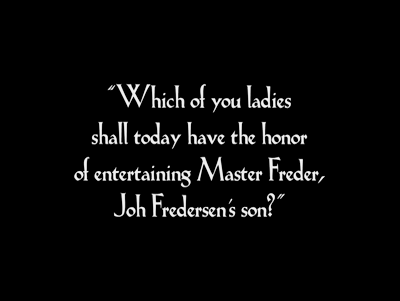 “Which of you ladies
shall today have the honor
of entertaining Master Freder,
Joh Fredersen's son?”